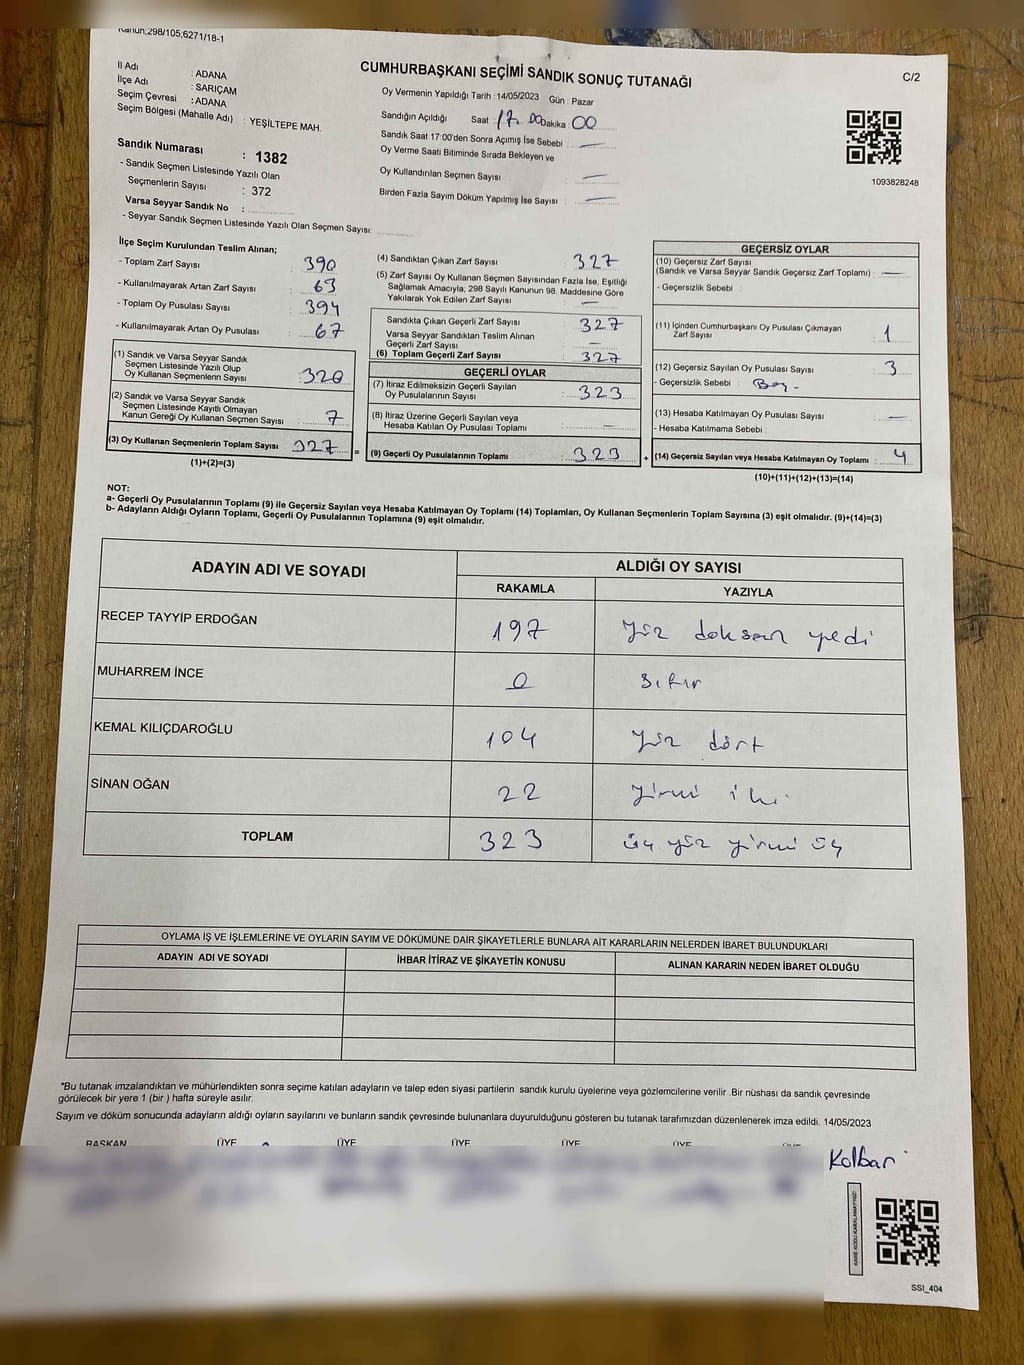 Kanun;298/105;6271/18-1
CUMHURBAŞKANI SEÇİMİ SANDIK SONUÇ TUTANAĞI
C/2
İl Adı : ADANA
İlçe Adı : SARIÇAM
Seçim Çevresi : ADANA
Seçim Bölgesi (Mahalle Adı) : YEŞİLTEPE MAH.
Sandık Numarası : 1382
- Sandık Seçmen Listesinde Yazılı Olan
Seçmenlerin Sayısı : 372
Varsa Seyyar Sandık No :
- Seyyar Sandık Seçmen Listesinde Yazılı Olan Seçmen Sayısı:
Oy Vermenin Yapıldığı Tarih : 14/05/2023 Gün : Pazar
Sandığın Açıldığı Saat : 17.00 Dakika : 00
Sandık Saat 17:00'den Sonra Açımış İse Sebebi : —
Oy Verme Saati Bitiminde Sırada Bekleyen ve
Oy Kullandırılan Seçmen Sayısı : —
Birden Fazla Sayım Döküm Yapılmış İse Sayısı : —
1093828248
İlçe Seçim Kurulundan Teslim Alınan;
- Toplam Zarf Sayısı : 390
- Kullanılmayarak Artan Zarf Sayısı : 63
- Toplam Oy Pusulası Sayısı : 394
- Kullanılmayarak Artan Oy Pusulası : 67
(1) Sandık ve Varsa Seyyar Sandık
Seçmen Listesinde Yazılı Olup
Oy Kullanan Seçmenlerin Sayısı : 320
(2) Sandık ve Varsa Seyyar Sandık
Seçmen Listesinde Kayıtlı Olmayan
Kanun Gereği Oy Kullanan Seçmen Sayısı : 7
(3) Oy Kullanan Seçmenlerin Toplam Sayısı : 327
(1)+(2)=(3)
(4) Sandıktan Çıkan Zarf Sayısı : 327
(5) Zarf Sayısı Oy Kullanan Seçmen Sayısından Fazla İse, Eşitliği
Sağlamak Amacıyla; 298 Sayılı Kanunun 98. Maddesine Göre
Yakılarak Yok Edilen Zarf Sayısı : —
Sandıkta Çıkan Geçerli Zarf Sayısı : 327
Varsa Seyyar Sandıktan Teslim Alınan
Geçerli Zarf Sayısı : —
(6) Toplam Geçerli Zarf Sayısı : 327
GEÇERLİ OYLAR
(7) İtiraz Edilmeksizin Geçerli Sayılan
Oy Pusulalarının Sayısı : 323
(8) İtiraz Üzerine Geçerli Sayılan veya
Hesaba Katılan Oy Pusulası Toplamı : —
= (9) Geçerli Oy Pusulalarının Toplamı : 323
GEÇERSİZ OYLAR
(10) Geçersiz Zarf Sayısı
(Sandık ve Varsa Seyyar Sandık Geçersiz Zarf Toplamı) : —
- Geçersizlik Sebebi :
(11) İçinden Cumhurbaşkanı Oy Pusulası Çıkmayan
Zarf Sayısı : 1
(12) Geçersiz Sayılan Oy Pusulası Sayısı : 3
- Geçersizlik Sebebi :
(13) Hesaba Katılmayan Oy Pusulası Sayısı : —
- Hesaba Katılmama Sebebi :
+ (14) Geçersiz Sayılan veya Hesaba Katılmayan Oy Toplamı : 4
(10)+(11)+(12)+(13)=(14)
NOT:
a- Geçerli Oy Pusulalarının Toplamı (9) ile Geçersiz Sayılan veya Hesaba Katılmayan Oy Toplamı (14) Toplamları, Oy Kullanan Seçmenlerin Toplam Sayısına (3) eşit olmalıdır. (9)+(14)=(3)
b- Adayların Aldığı Oyların Toplamı, Geçerli Oy Pusulalarının Toplamına (9) eşit olmalıdır.
ADAYIN ADI VE SOYADI ALDIĞI OY SAYISI
RAKAMLA YAZIYLA
RECEP TAYYİP ERDOĞAN 197 Yüz doksan yedi
MUHARREM İNCE 0 Sıfır
KEMAL KILIÇDAROĞLU 104 Yüz dört
SİNAN OĞAN 22 Yirmi iki
TOPLAM 323 üç yüz yirmi üç
OYLAMA İŞ VE İŞLEMLERİNE VE OYLARIN SAYIM VE DÖKÜMÜNE DAİR ŞİKAYETLERLE BUNLARA AİT KARARLARIN NELERDEN İBARET BULUNDUKLARI
ADAYIN ADI VE SOYADI İHBAR İTİRAZ VE ŞİKAYETİN KONUSU ALINAN KARARIN NEDEN İBARET OLDUĞU
*Bu tutanak imzalandıktan ve mühürlendikten sonra seçime katılan adayların ve talep eden siyasi partilerin sandık kurulu üyelerine veya gözlemcilerine verilir .Bir nüshası da sandık çevresinde
görülecek bir yere 1 (bir ) hafta süreyle asılır.
Sayım ve döküm sonucunda adayların aldığı oyların sayılarını ve bunların sandık çevresinde bulunanlara duyurulduğunu gösteren bu tutanak tarafımızdan düzenlenerek imza edildi. 14/05/2023
BAŞKAN ÜYE ÜYE ÜYE ÜYE ÜYE ÜYE
Kolbar
KARE KODU KARALAMAYINIZ!
SSI_404